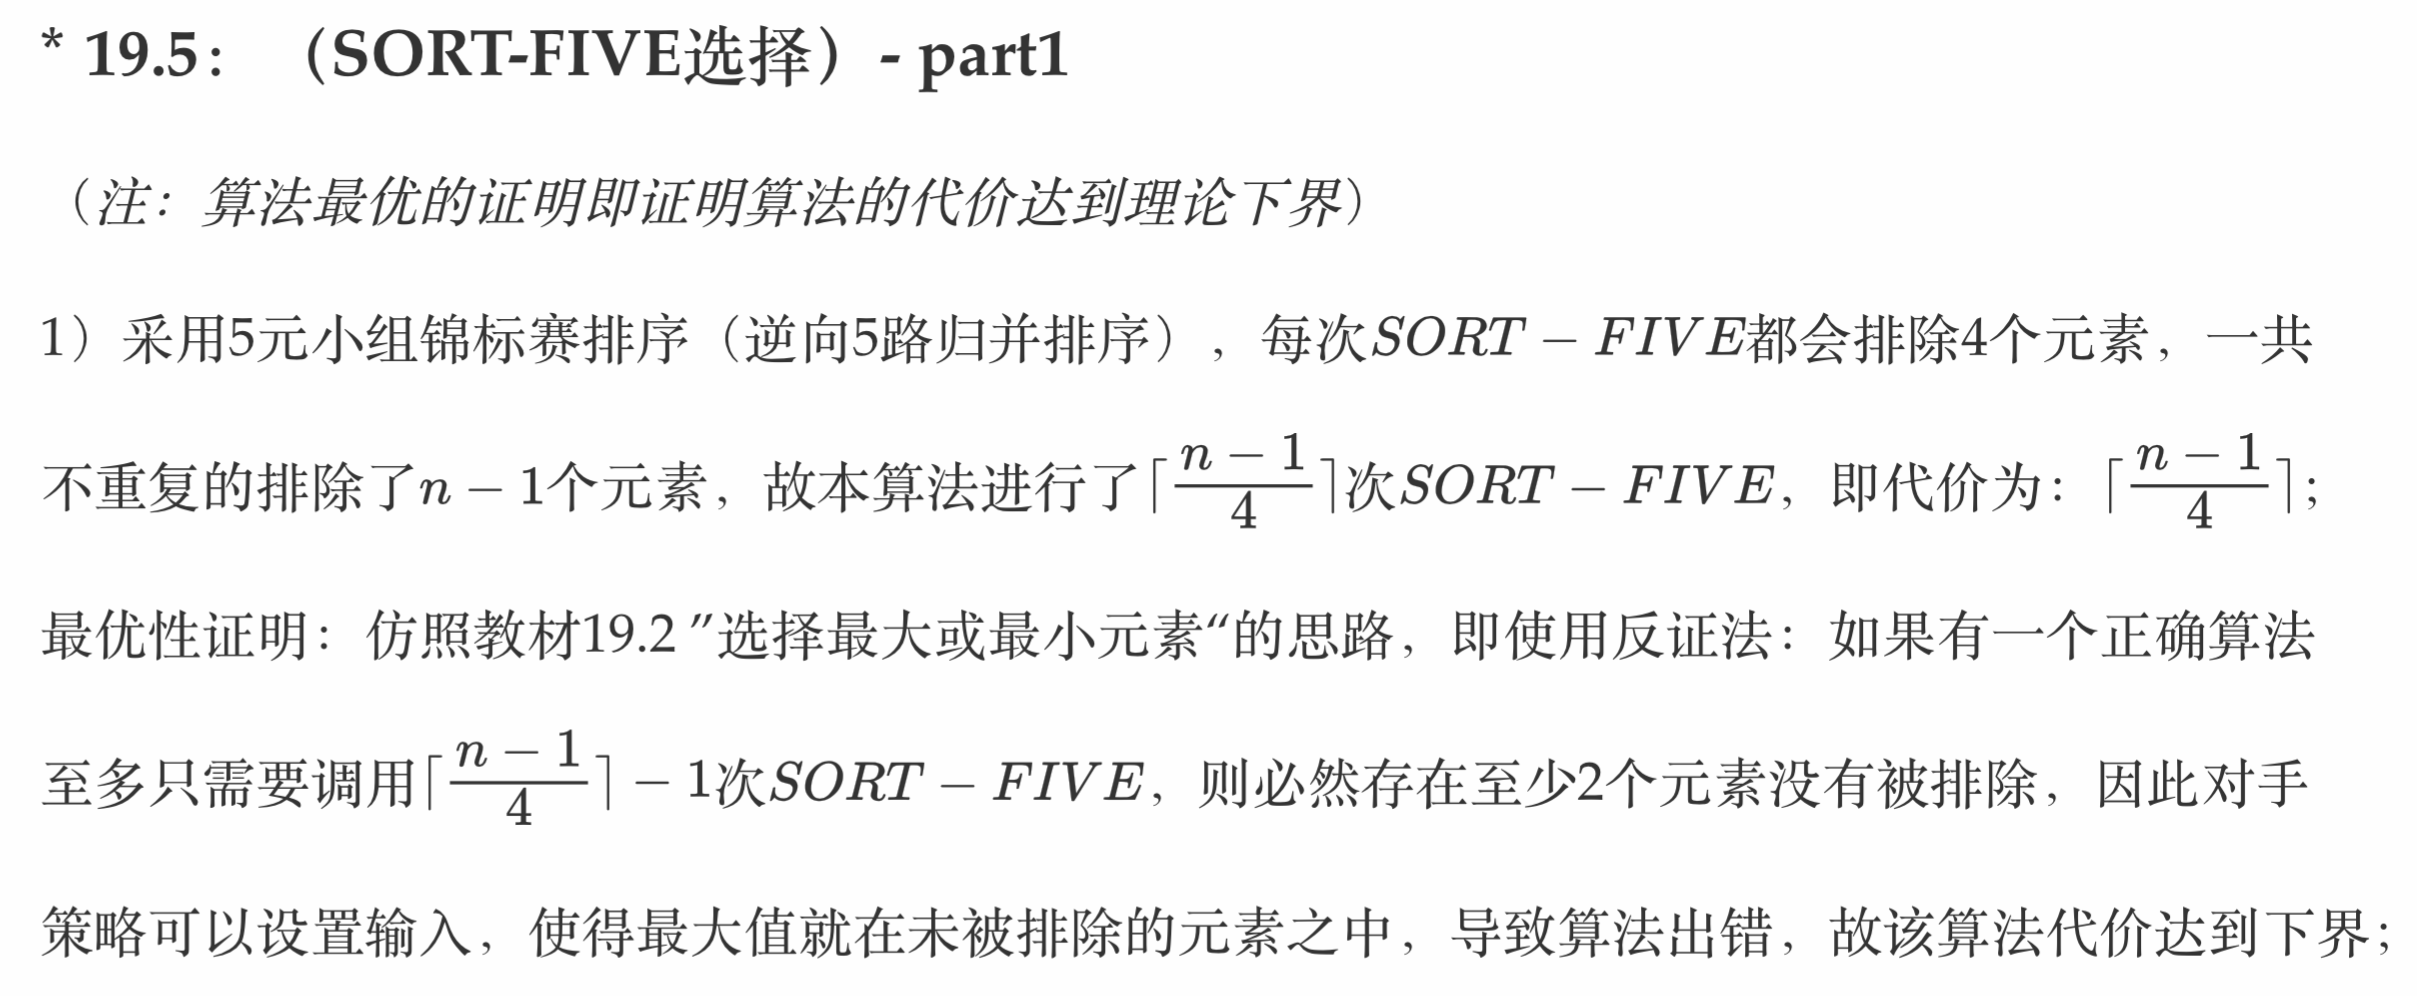 * 19.5：（SORT-FIVE选择）- part1
（注：算法最优的证明即证明算法的代价达到理论下界）
1）采用5元小组锦标赛排序（逆向5路归并排序），每次SORT − FIVE都会排除4个元素，一共
不重复的排除了n − 1个元素，故本算法进行了⌈\frac{n − 1}{4}⌉次SORT − FIVE，即代价为：⌈\frac{n − 1}{4}⌉；
最优性证明：仿照教材19.2 ”选择最大或最小元素“的思路，即使用反证法：如果有一个正确算法
至多只需要调用⌈\frac{n − 1}{4}⌉ − 1次SORT − FIVE，则必然存在至少2个元素没有被排除，因此对手
策略可以设置输入，使得最大值就在未被排除的元素之中，导致算法出错，故该算法代价达到下界；